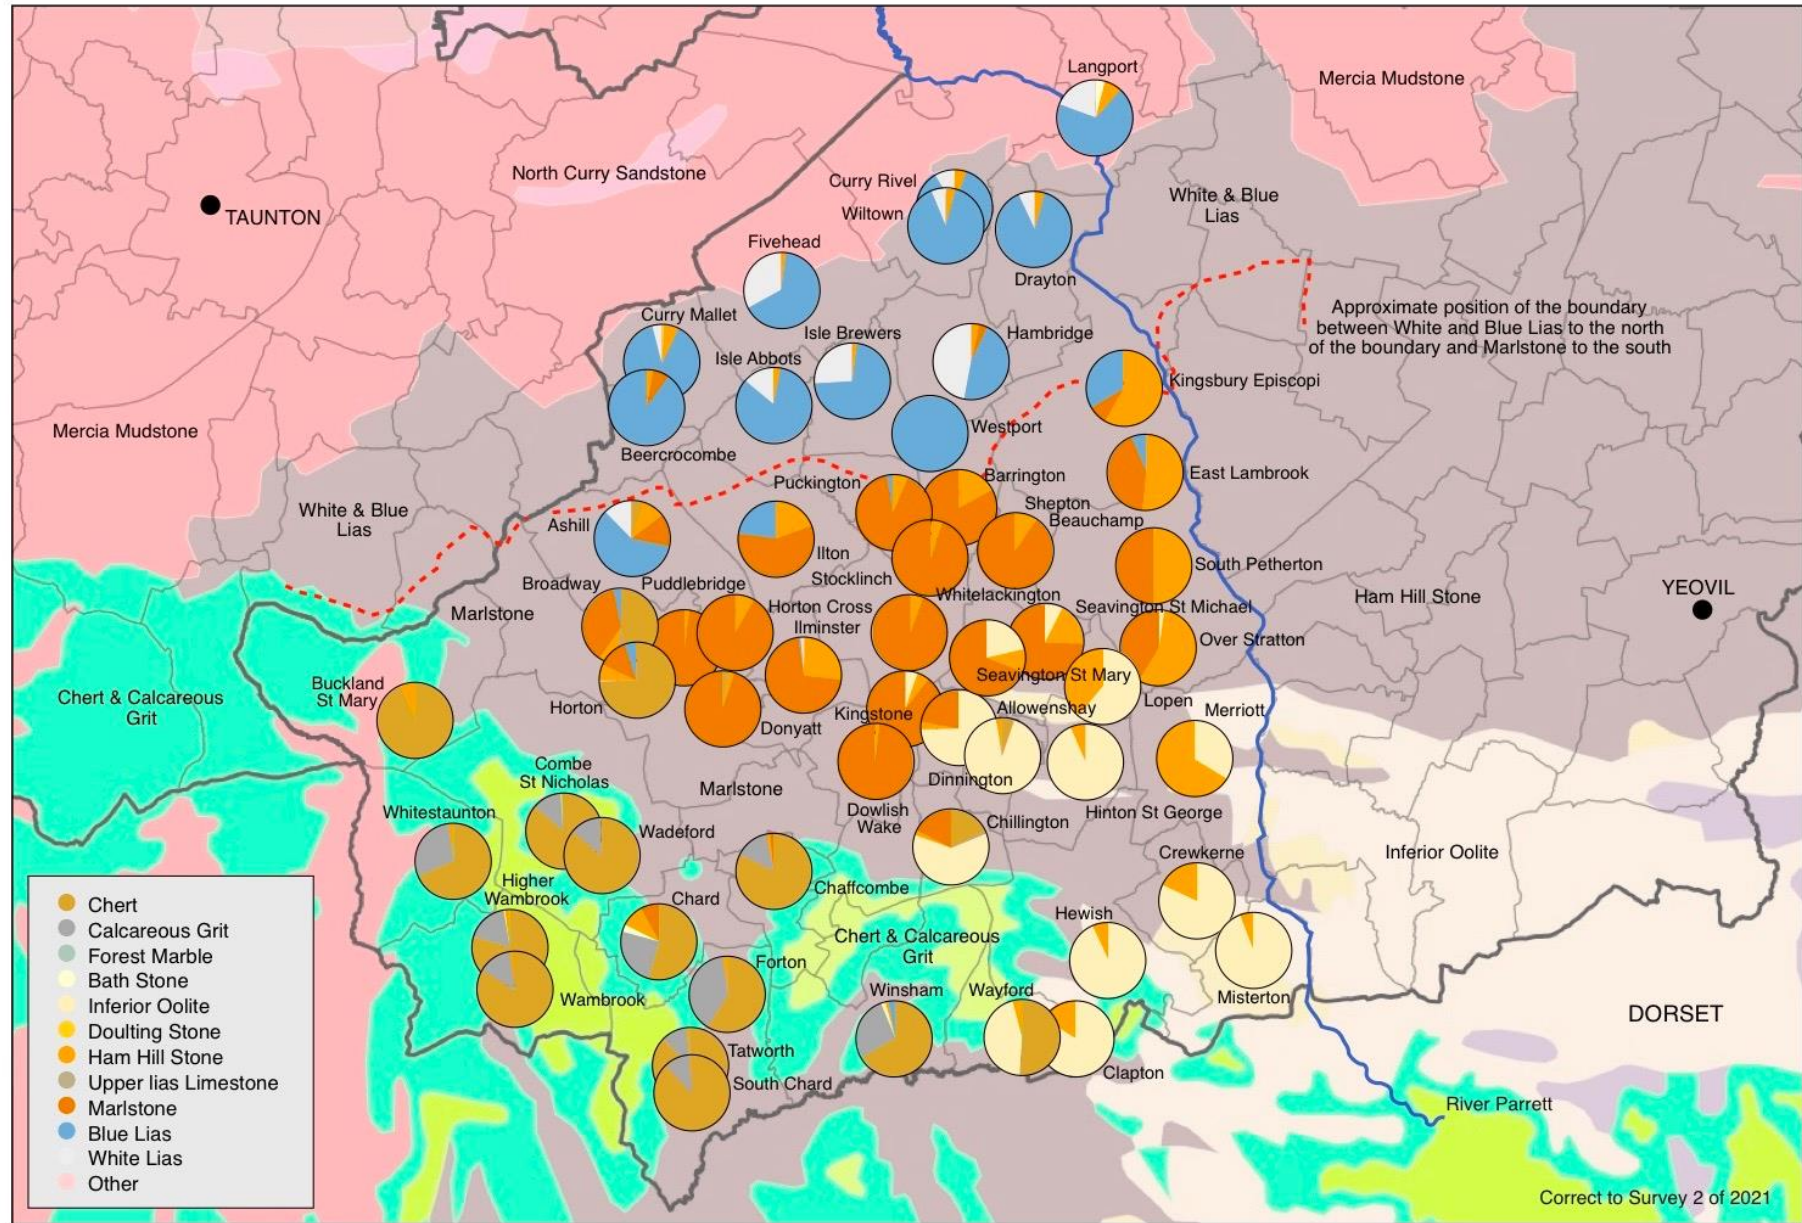 Langport
Mercia Mudstone
North Curry Sandstone
Curry Rivel
White & Blue
Lias
TAUNTON
Wiltown
Fivehead
Drayton
Approximate position of the boundary
between White and Blue Lias to the north
of the boundary and Marlstone to the south
Curry Mallet
Isle Brewers
Hambridge
Isle Abbots
Kingsbury Episcopi
Mercia Mudstone
Westport
Beercrocombe
Barrington
East Lambrook
Puckington
Shepton
Beauchamp
White & Blue
Lias
Ashill
Ilton
Stocklinch
South Petherton
Broadway
Puddlebridge
Whitelackington
YEOVIL
Ham Hill Stone
Marlstone
Horton Cross
Seavington St Michael
Ilminster
Over Stratton
Chert & Calcareous
Grit
Buckland
St Mary
Seavington St Mary
Horton
Donyatt
Kingstone
Allowenshay
Lopen
Merriott
Combe
St Nicholas
Marlstone
Dinnington
Whitestaunton
Dowlish
Wake
Hinton St George
Wadeford
Chillington
Crewkerne
Inferior Oolite
Higher
Wambrook
Chard
Chaffcombe
Hewish
Chert & Calcareous
Grit
Forton
Wambrook
Winsham
Wayford
Misterton
DORSET
Tatworth
South Chard
Clapton
River Parrett
Chert
Calcareous Grit
Forest Marble
Bath Stone
Inferior Oolite
Doulting Stone
Ham Hill Stone
Upper lias Limestone
Marlstone
Blue Lias
White Lias
Other
Correct to Survey 2 of 2021